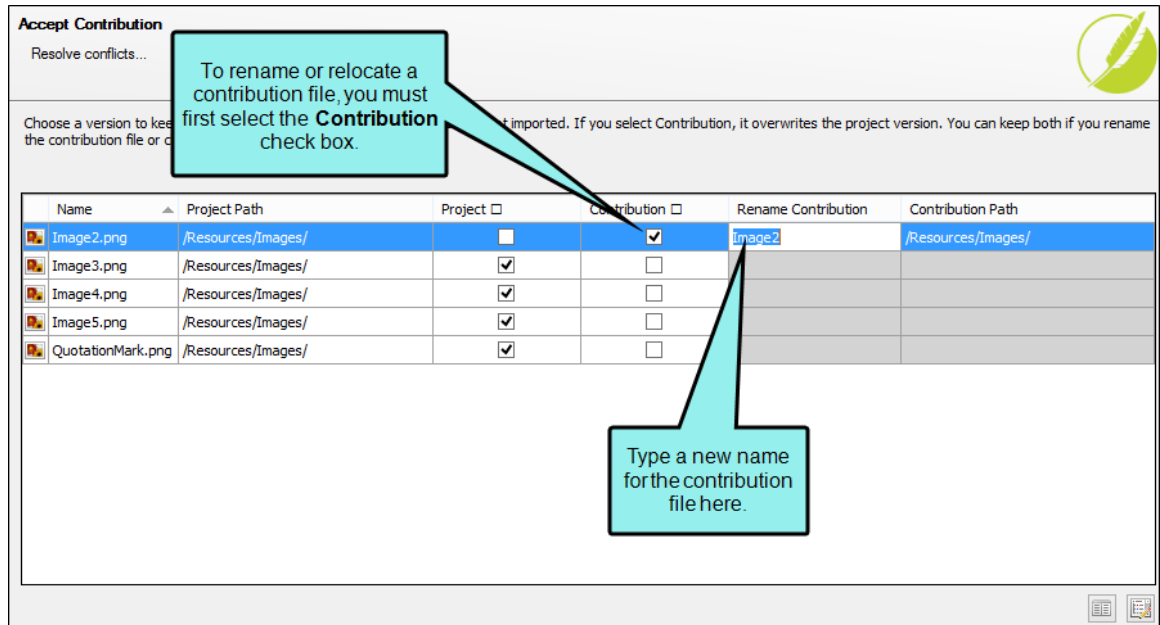 Accept Contribution
Resolve conflicts...
To rename or relocate a
contribution file, you must
first select the Contribution
check box.
Choose a version to kee
t imported. If you select Contribution, it overwrites the project version. You can keep both if you rename
the contribution file or c
Name Project Path Project Contribution Rename Contribution Contribution Path
Image2.png /Resources/Images/ Image2 /Resources/Images/
Image3.png /Resources/Images/
Image4.png /Resources/Images/
Image5.png /Resources/Images/
QuotationMark.png /Resources/Images/
Type a new name
for the contribution
file here.